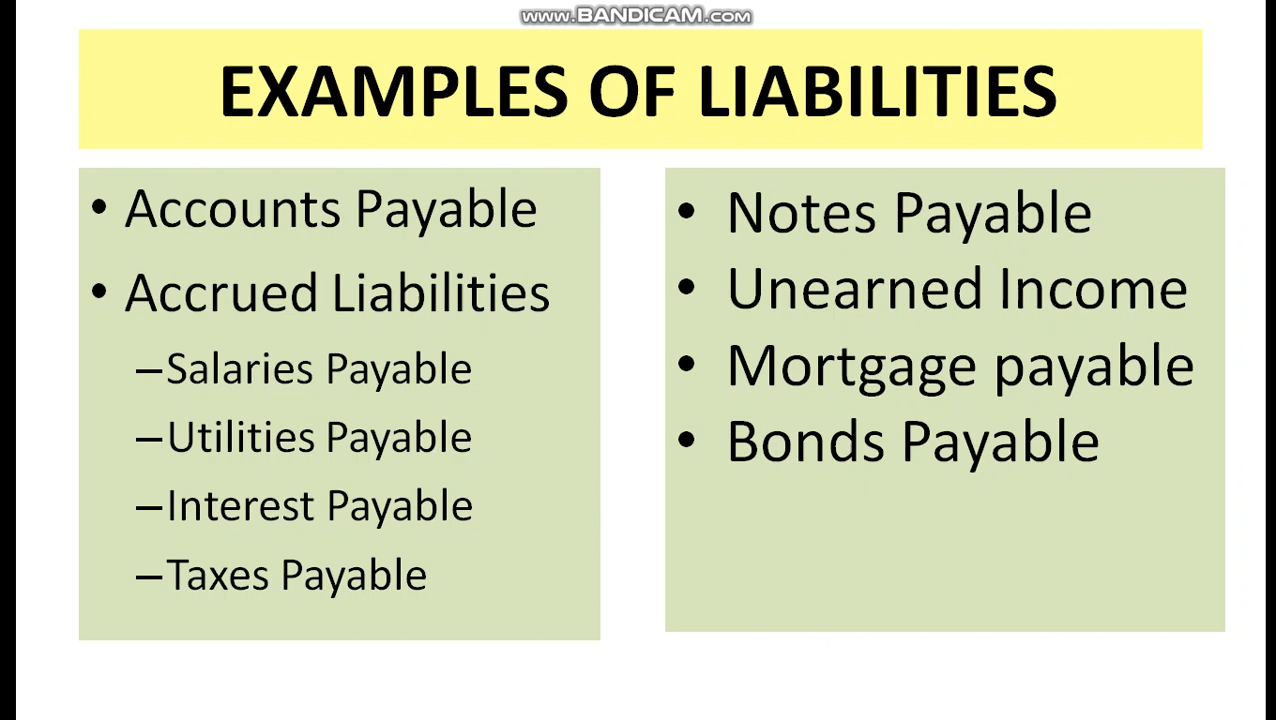 www.BANDICAM.com
EXAMPLES OF LIABILITIES
• Accounts Payable
• Accrued Liabilities
–Salaries Payable
–Utilities Payable
–Interest Payable
–Taxes Payable
• Notes Payable
• Unearned Income
• Mortgage payable
• Bonds Payable